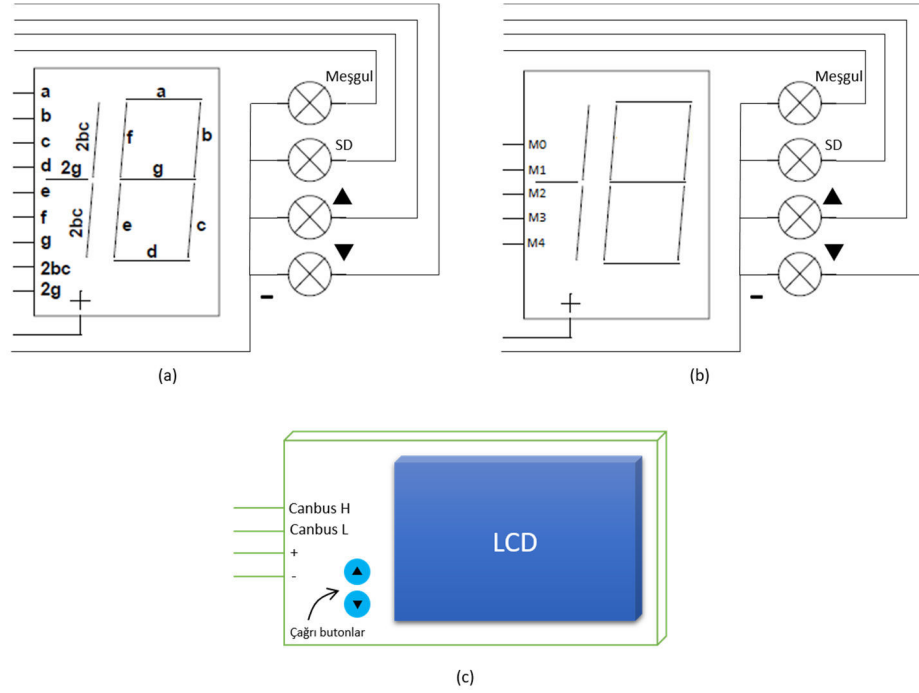 Meşgul
a
a
b
f
b
2bc
c
SD
d
2g
g
e
f
2bc
e
c
g
d
2bc
2g
+
-
(a)
Meşgul
M0
SD
M1
M2
M3
M4
+
-
(b)
Canbus H
Canbus L
+
-
LCD
Çağrı butonlar
(c)